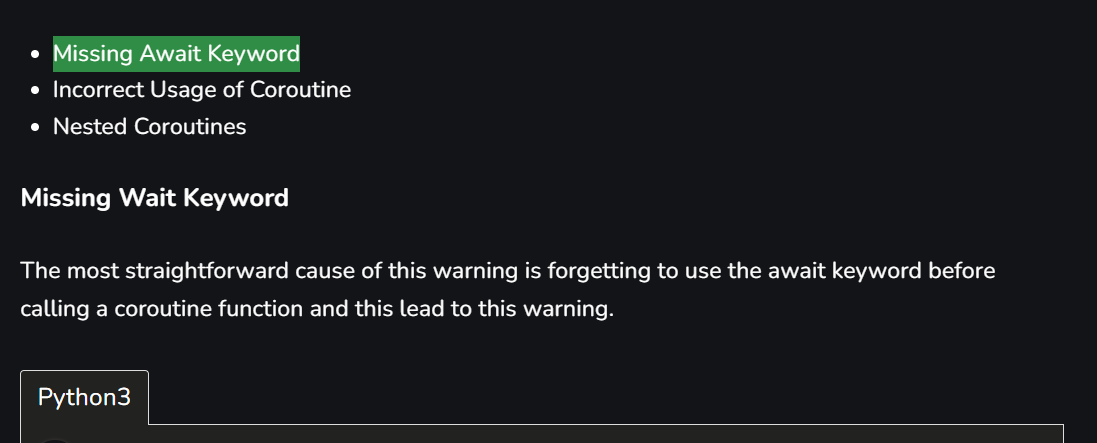 Missing Await Keyword
Incorrect Usage of Coroutine
Nested Coroutines
Missing Wait Keyword
The most straightforward cause of this warning is forgetting to use the await keyword before
calling a coroutine function and this lead to this warning.
Python3